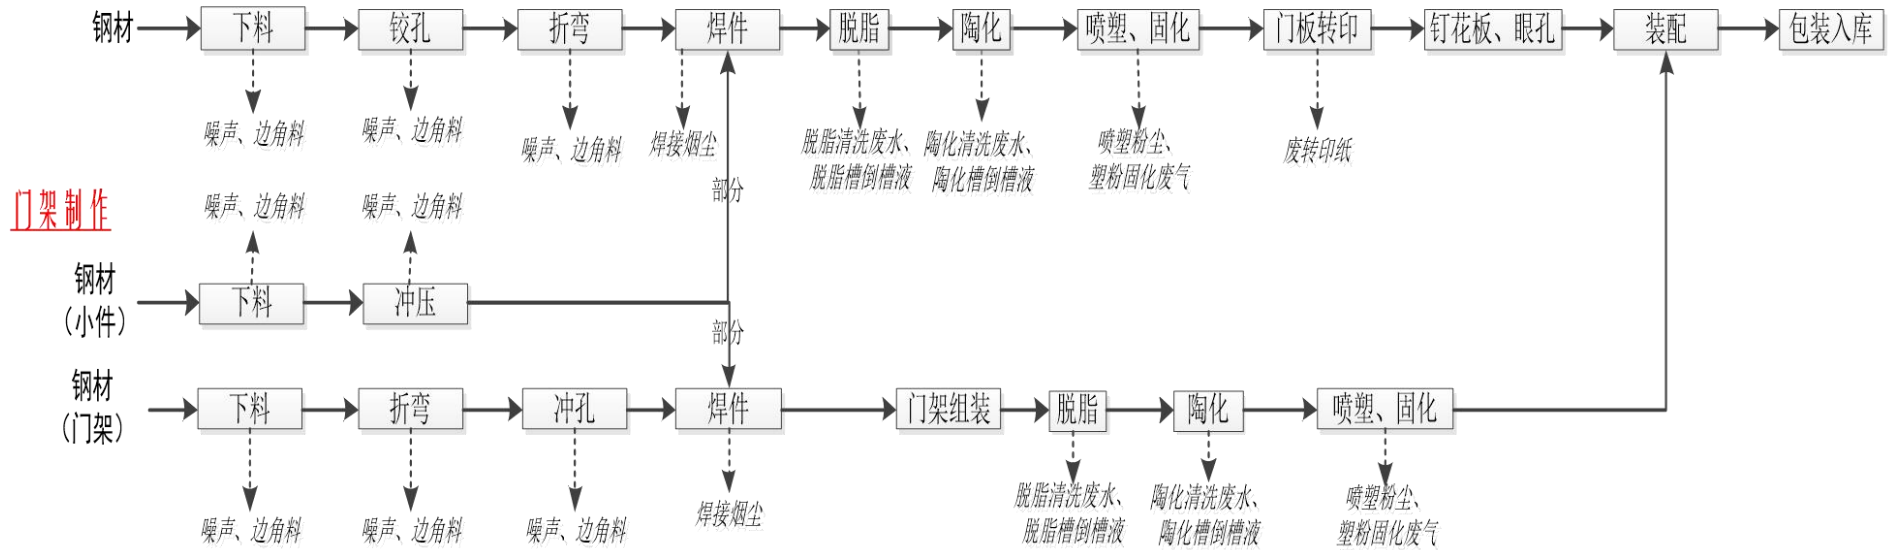 钢材 下料 铰孔 折弯 焊件 脱脂 陶化 喷塑、固化 门板转印 钉花板、眼孔 装配 包装入库
噪声、边角料 噪声、边角料 噪声、边角料 焊接烟尘 脱脂清洗废水、 陶化清洗废水、 喷塑粉尘、 废转印纸
脱脂槽倒槽液 陶化槽倒槽液 塑粉固化废气
部分
门架制作 噪声、边角料 噪声、边角料
钢材
(小件) 下料 冲压
部分
钢材
(门架) 下料 折弯 冲孔 焊件 门架组装 脱脂 陶化 喷塑、固化
噪声、边角料 噪声、边角料 噪声、边角料 焊接烟尘 脱脂清洗废水、 陶化清洗废水、 喷塑粉尘、
脱脂槽倒槽液 陶化槽倒槽液 塑粉固化废气